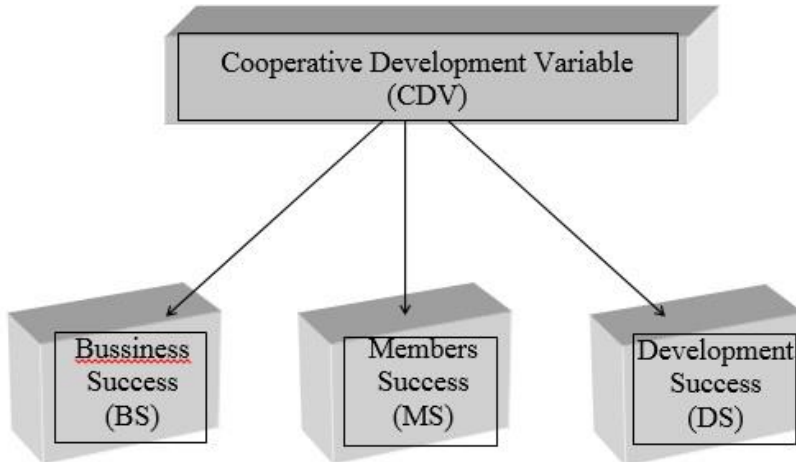 Cooperative Development Variable
(CDV)
Bussiness
Success
(BS)
Members
Success
(MS)
Development
Success
(DS)